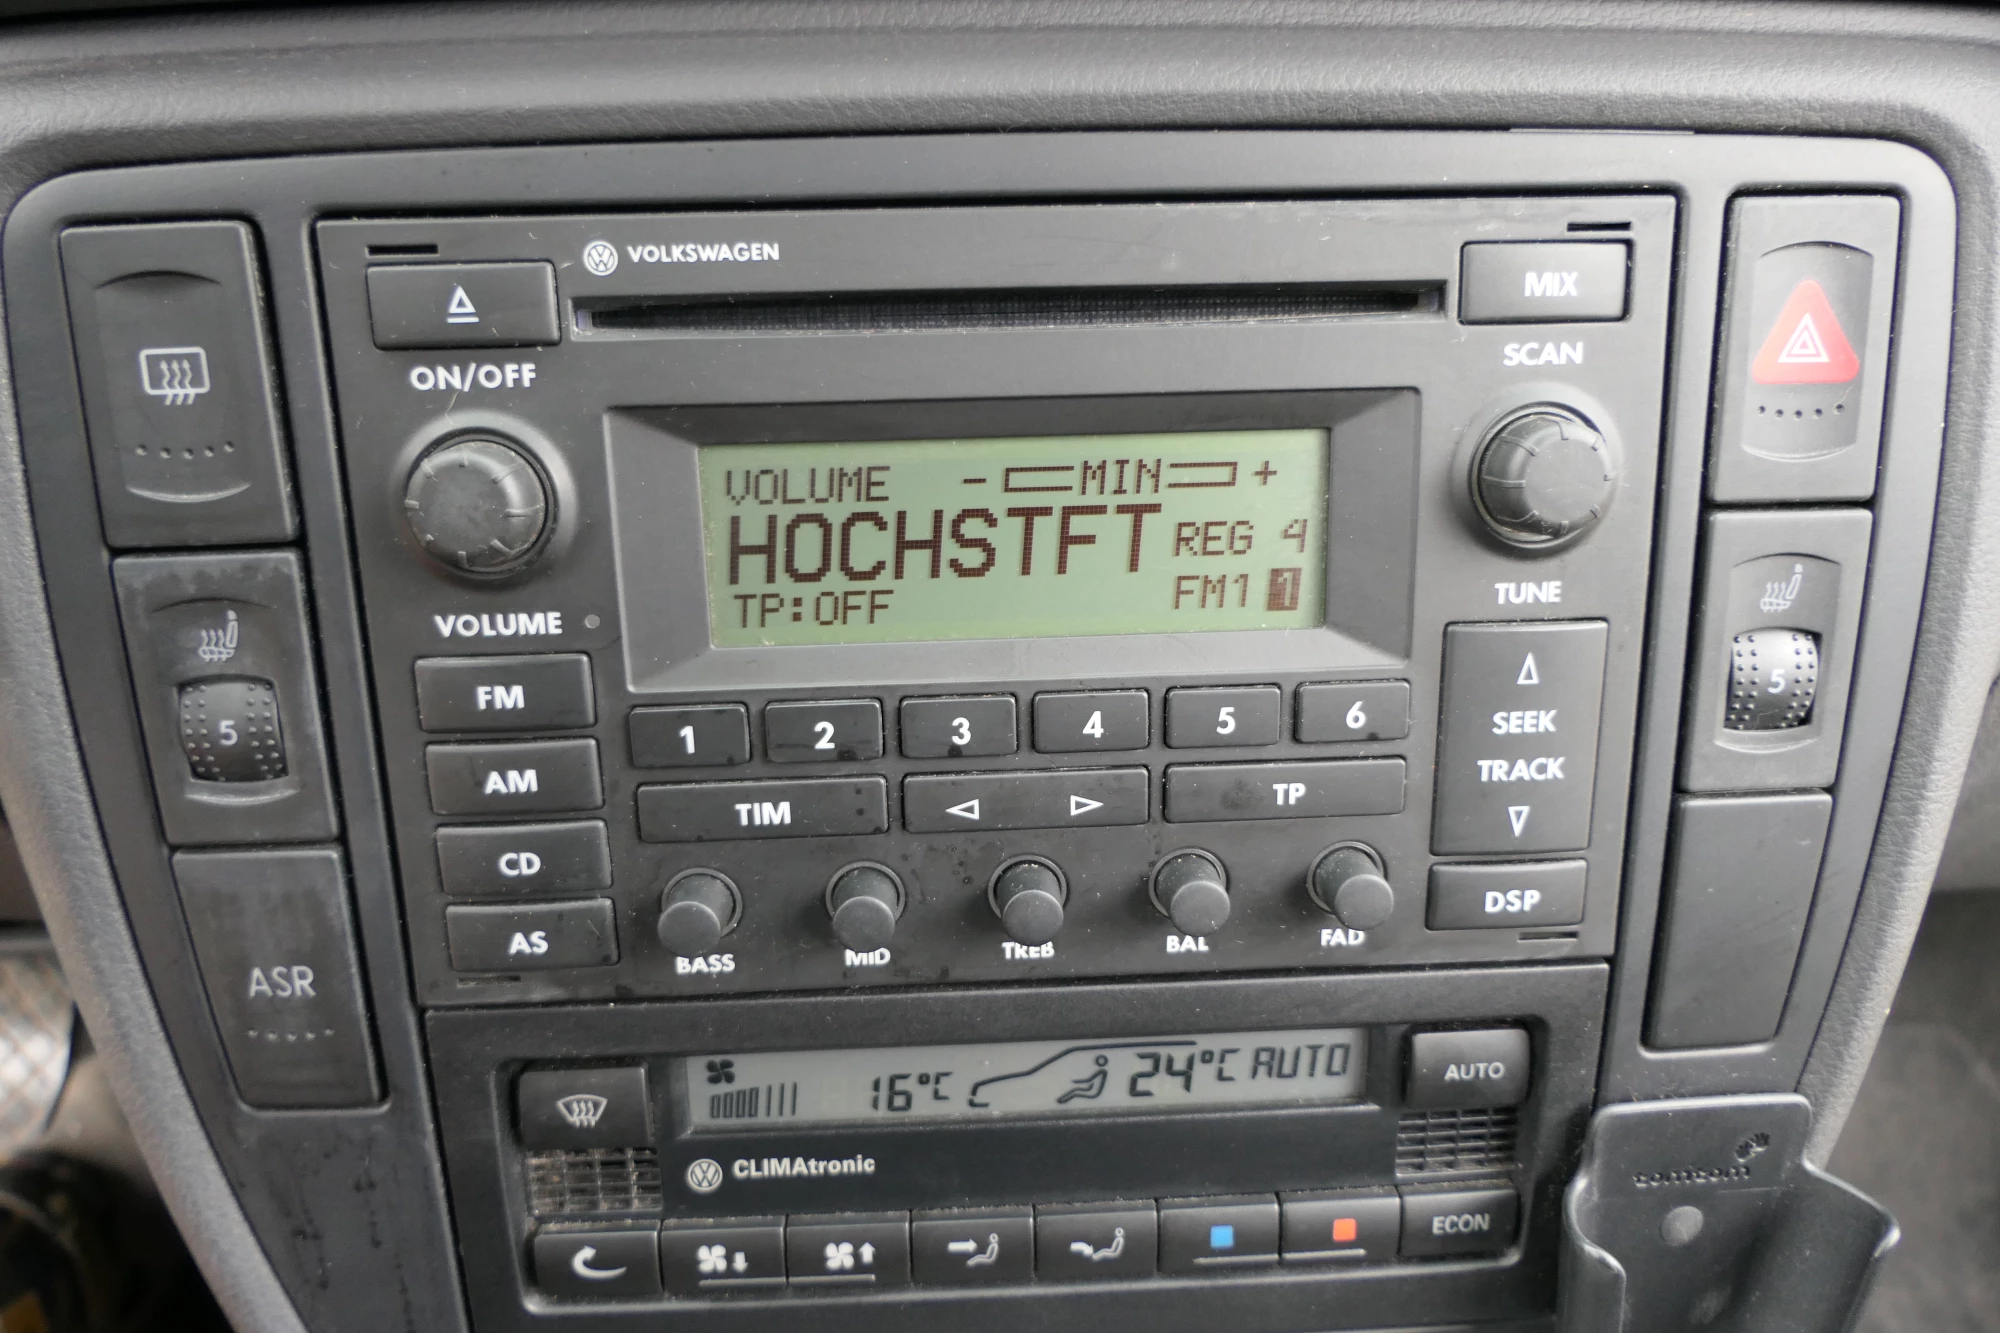 VOLKSWAGEN
MIX
ON/OFF
SCAN
VOLUME - MIN +
HOCHSTFT REG 4
TP:OFF FM1 1
VOLUME
TUNE
5
5
FM
AM
CD
AS
1 2 3 4 5 6
TIM TP
SEEK
TRACK
DSP
BASS MID TREB BAL FAD
ASR
16°C 24°C AUTO
AUTO
CLIMAtronic
ECON
tomtom